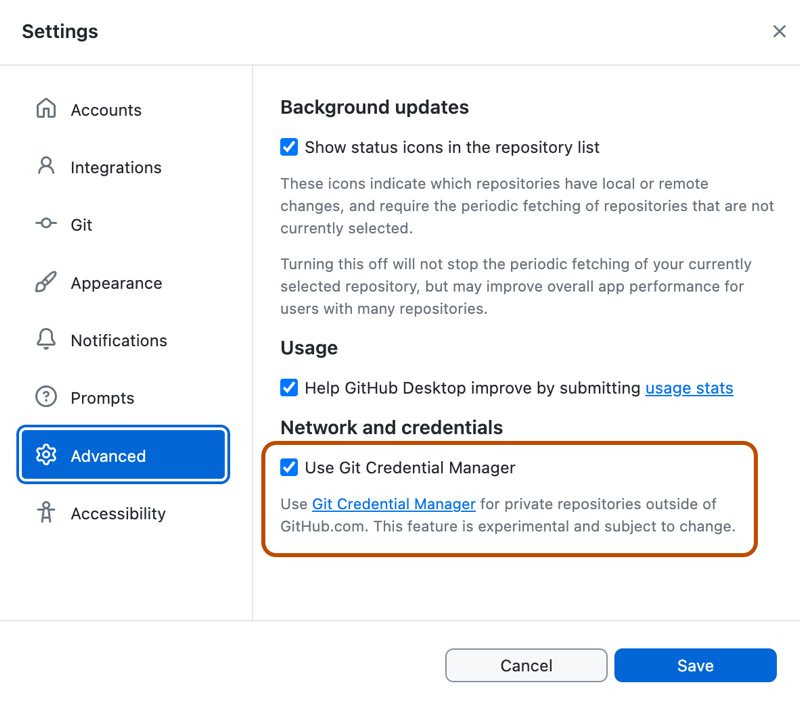 Settings
Accounts
Integrations
Git
Appearance
Notifications
Prompts
Advanced
Accessibility
Background updates
Show status icons in the repository list
These icons indicate which repositories have local or remote
changes, and require the periodic fetching of repositories that are not
currently selected.
Turning this off will not stop the periodic fetching of your currently
selected repository, but may improve overall app performance for
users with many repositories.
Usage
Help GitHub Desktop improve by submitting usage stats
Network and credentials
Use Git Credential Manager
Use Git Credential Manager for private repositories outside of
GitHub.com. This feature is experimental and subject to change.
Cancel
Save